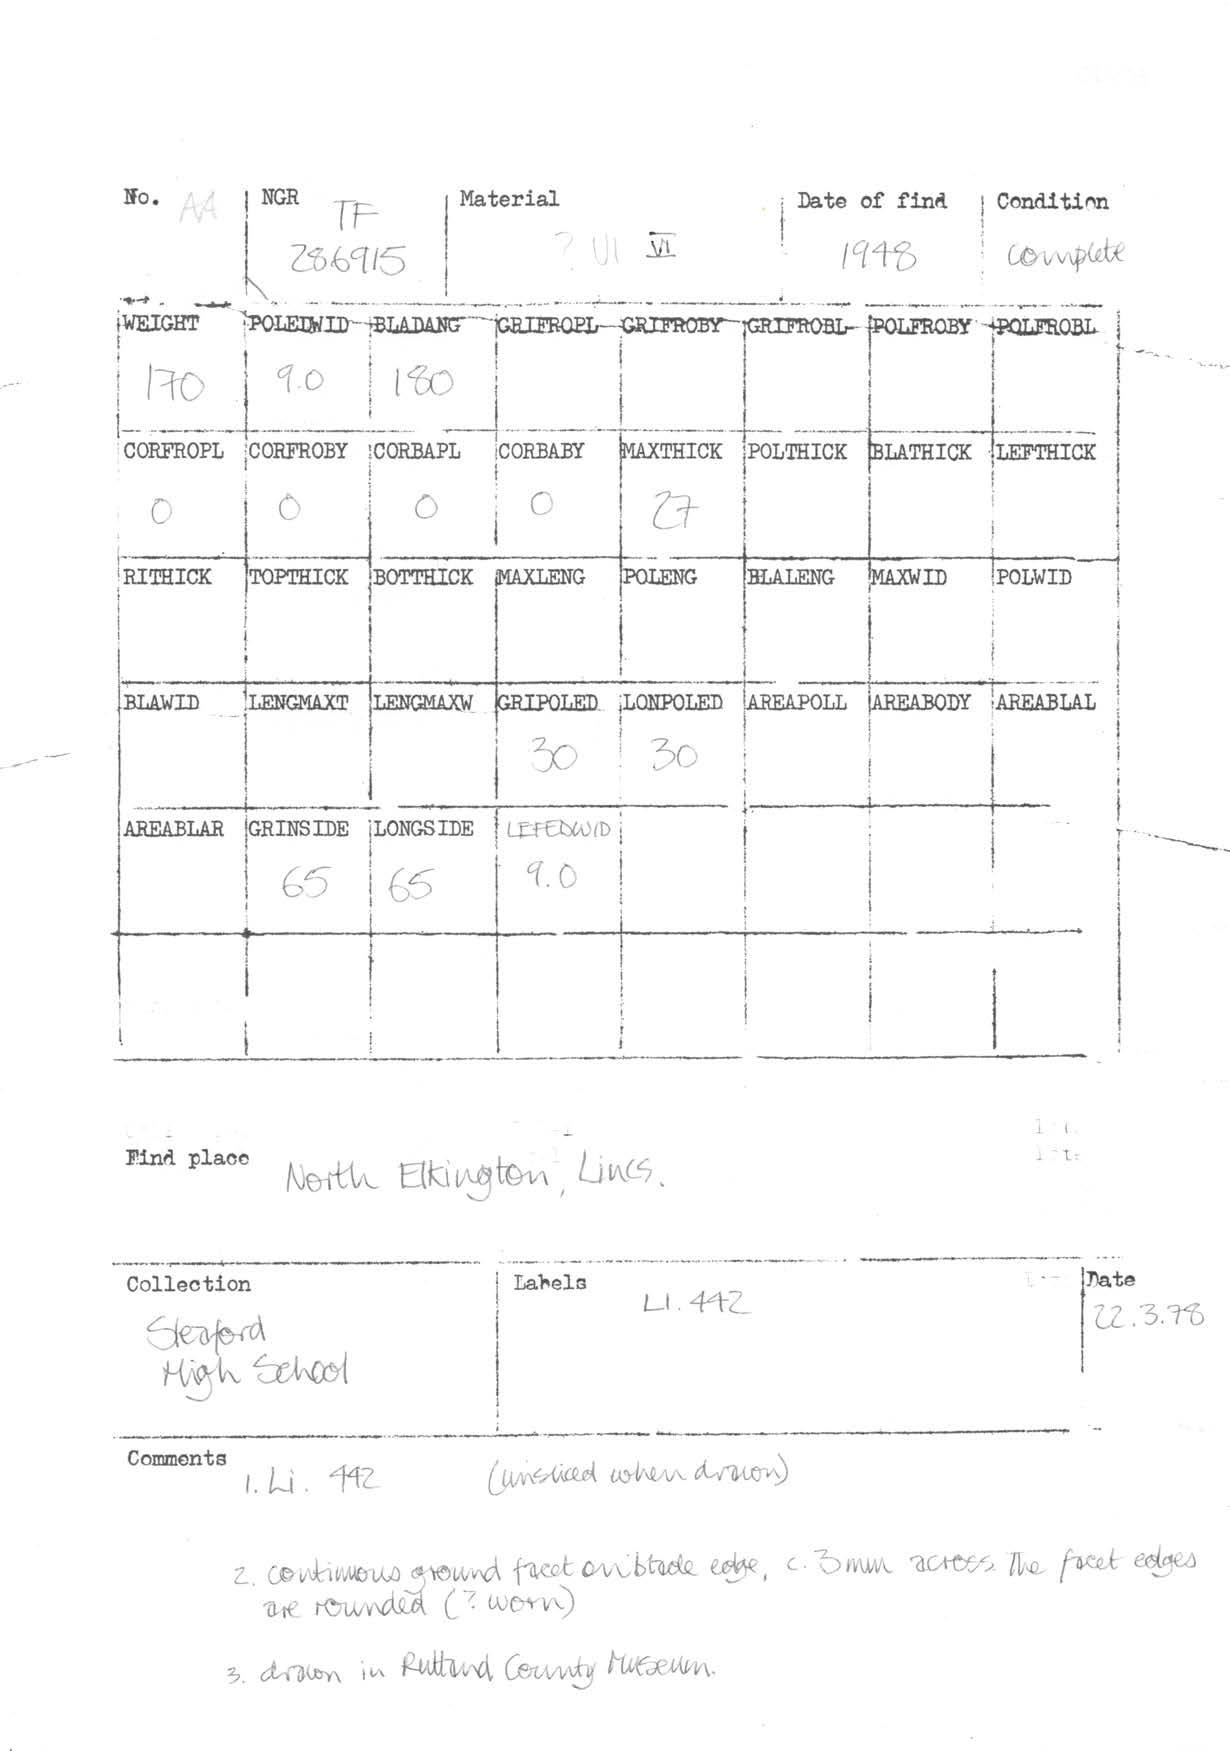 No. AA NGR TF Material Date of find Condition
286915 ? VI VI 1948 complete
WEIGHT POLEDWID BLADANG GRIFROPL GRIFROBY GRIFROBL POLFROBY POLFROBL
170 9.0 180
CORFROPL CORFROBY CORBAPL CORBABY MAXTHICK POLTHICK BLATHICK LEFTHICK
0 0 0 0 27
RITHICK TOPTHICK BOTTHICK MAXLENG POLENG BLALENG MAXWID POLWID
BLAWID LENGMAXT LENGMAXW GRIPOLED LONPOLED AREAPOLL AREABODY AREABLAL
30 30
AREABLAR GRINSIDE LONGSIDE LEFEDWID
65 65 9.0
Find place North Elkington, Lincs.
Collection Labels Date
LI. 442 22.3.78
Sleaford
High School
Comments
1. Li. 442 (unsliced when drawn)
2. continuous ground facet on blade edge, c. 3mm across. The facet edges
are rounded (? worn)
3. drawn in Rutland County Museum.